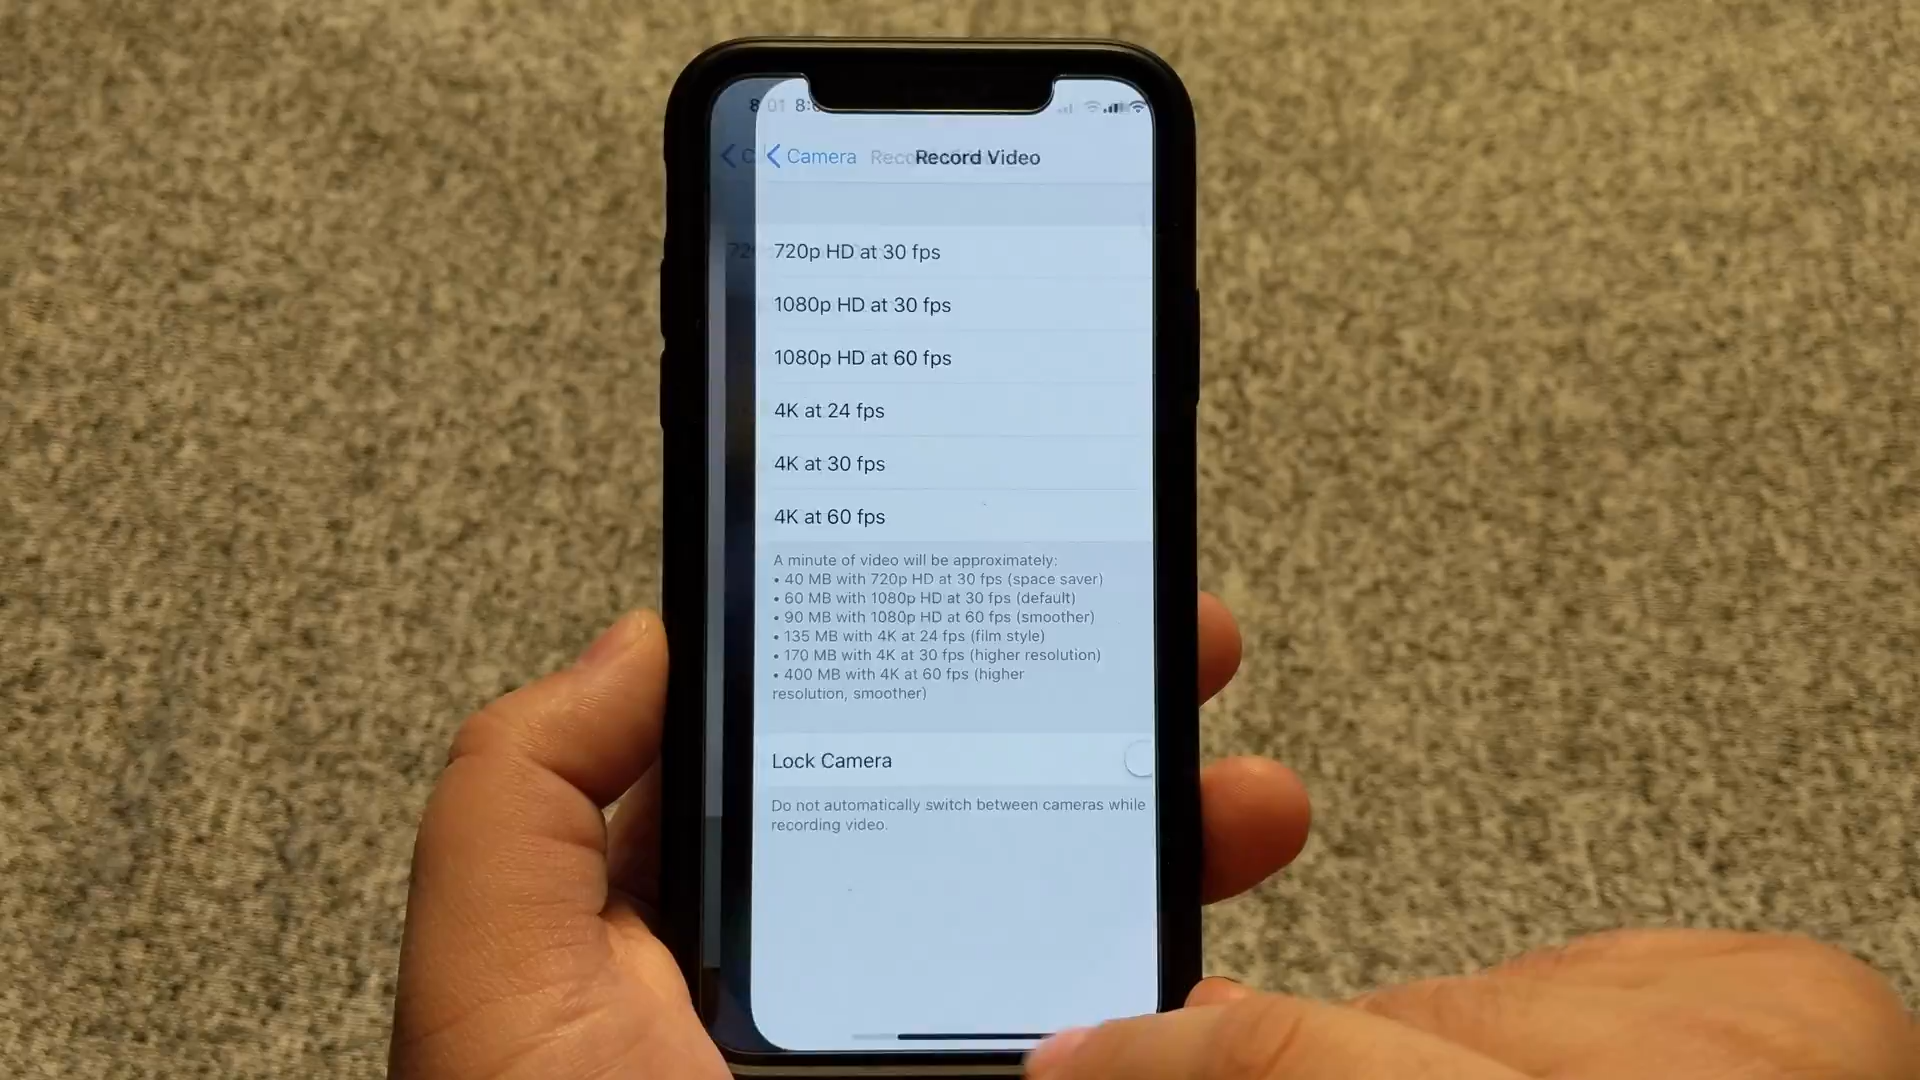 8:01 8:0
Camera Record Video
720p HD at 30 fps
1080p HD at 30 fps
1080p HD at 60 fps
4K at 24 fps
4K at 30 fps
4K at 60 fps
A minute of video will be approximately:
• 40 MB with 720p HD at 30 fps (space saver)
• 60 MB with 1080p HD at 30 fps (default)
• 90 MB with 1080p HD at 60 fps (smoother)
• 135 MB with 4K at 24 fps (film style)
• 170 MB with 4K at 30 fps (higher resolution)
• 400 MB with 4K at 60 fps (higher
resolution, smoother)
Lock Camera
Do not automatically switch between cameras while
recording video.